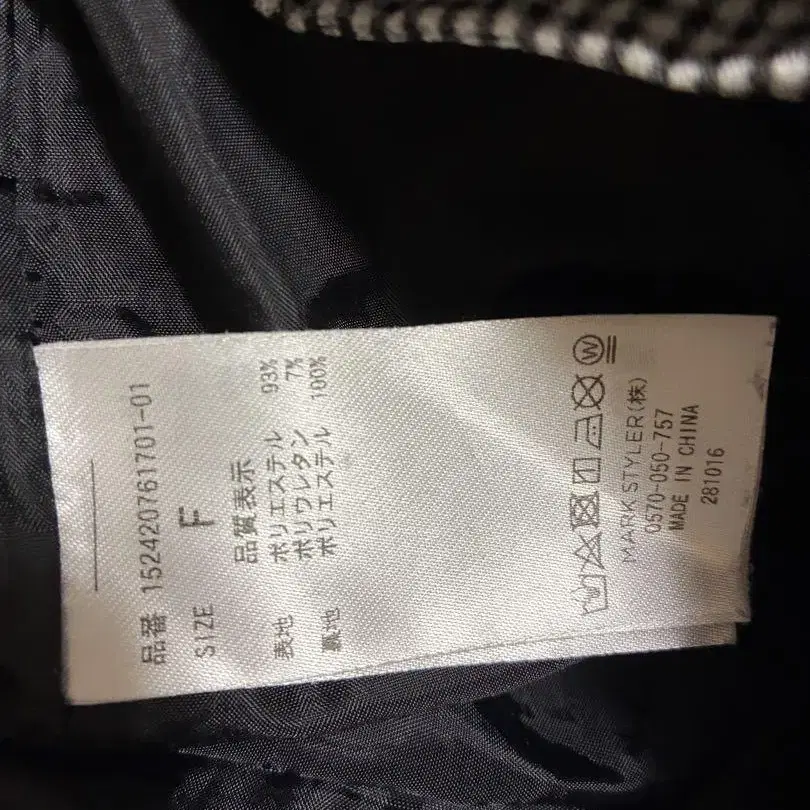 品番 152420761701-01
SIZE F
品質表示
表地 ポリエステル 93%
ポリウレタン 7%
裏地 ポリエステル 100%
W
MARK STYLER(株)
0570-050-757
MADE IN CHINA
281016